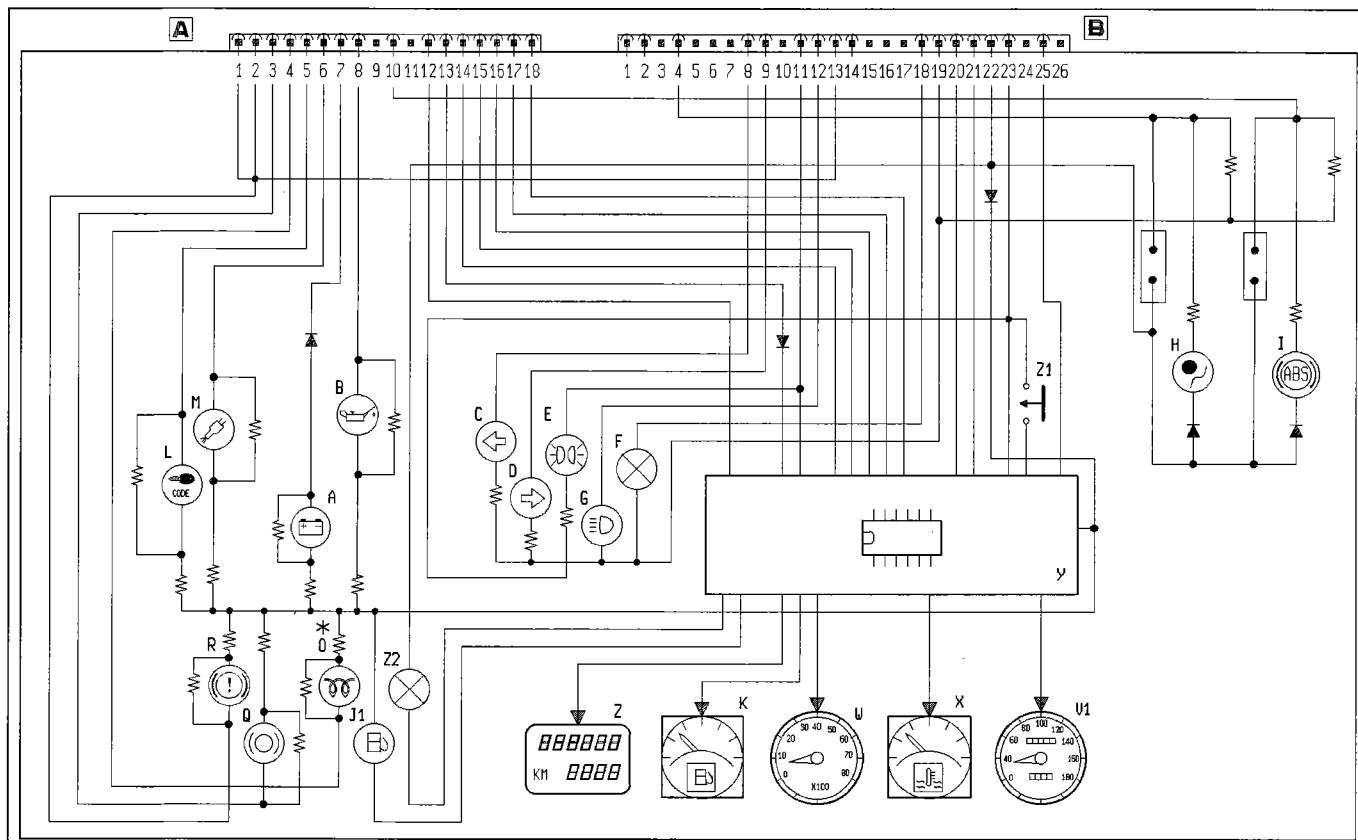 A B
1 2 3 4 5 6 7 8 9 10 11 12 13 14 15 16 17 18
1 2 3 4 5 6 7 8 9 10 11 12 13 14 15 16 17 18 19 20 21 22 23 24 25 26
H I
ABS
Z1
B
M
C E
L
D F
CODE
A
G
Y
*
R O
Z2
!
Q J1
Z K W X V1
888888
KM 8888
0 10 20 30 40 50 60 70 80
X100
0 40 60 80 100 120 140 160 180